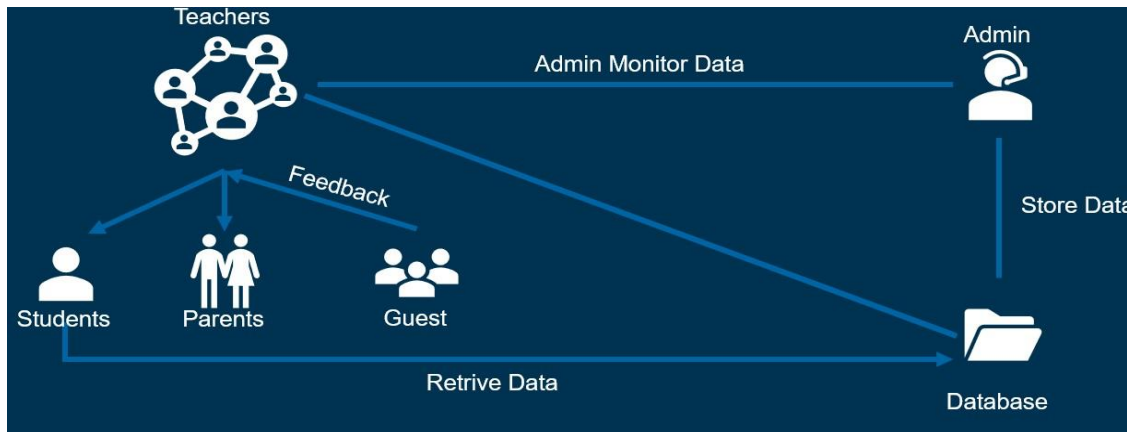 Teachers
Admin
Admin Monitor Data
Feedback
Store Data
Students
Parents
Guest
Retrive Data
Database